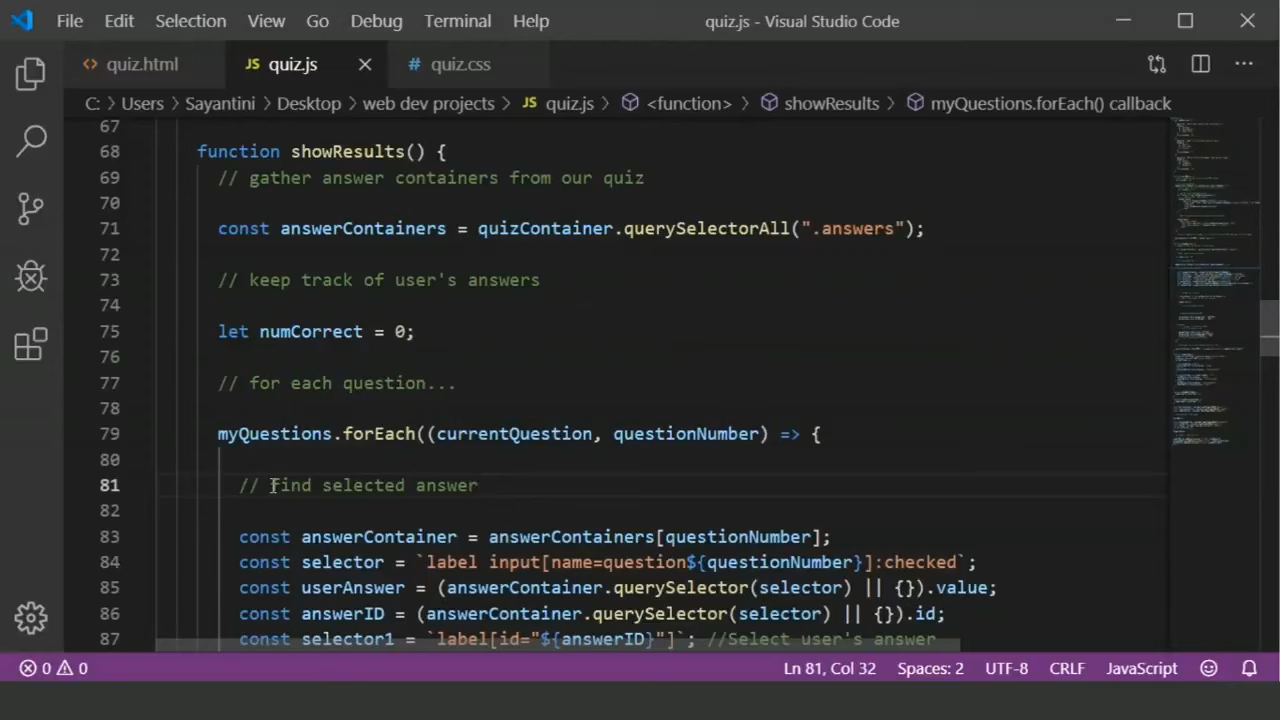 File Edit Selection View Go Debug Terminal Help quiz.js - Visual Studio Code
quiz.html JS quiz.js # quiz.css
C: > Users > Sayantini > Desktop > web dev projects > JS quiz.js > <function> > showResults > myQuestions.forEach() callback
67
68 function showResults() {
69 // gather answer containers from our quiz
70
71 const answerContainers = quizContainer.querySelectorAll(".answers");
72
73 // keep track of user's answers
74
75 let numCorrect = 0;
76
77 // for each question...
78
79 myQuestions.forEach((currentQuestion, questionNumber) => {
80
81 // find selected answer
82
83 const answerContainer = answerContainers[questionNumber];
84 const selector = `label input[name=question${questionNumber}]:checked`;
85 const userAnswer = (answerContainer.querySelector(selector) || {}).value;
86 const answerID = (answerContainer.querySelector(selector) || {}).id;
87 const selector1 = `label[id="${answerID}"]`; //Select user's answer
0 0 Ln 81, Col 32 Spaces: 2 UTF-8 CRLF JavaScript